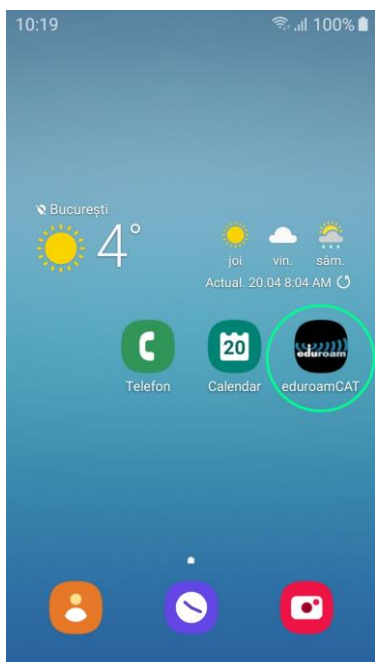 10:19 100%
București
4°
joi vin. sâm.
Actual. 20.04 8:04 AM
20 eduroam
Telefon Calendar eduroamCAT